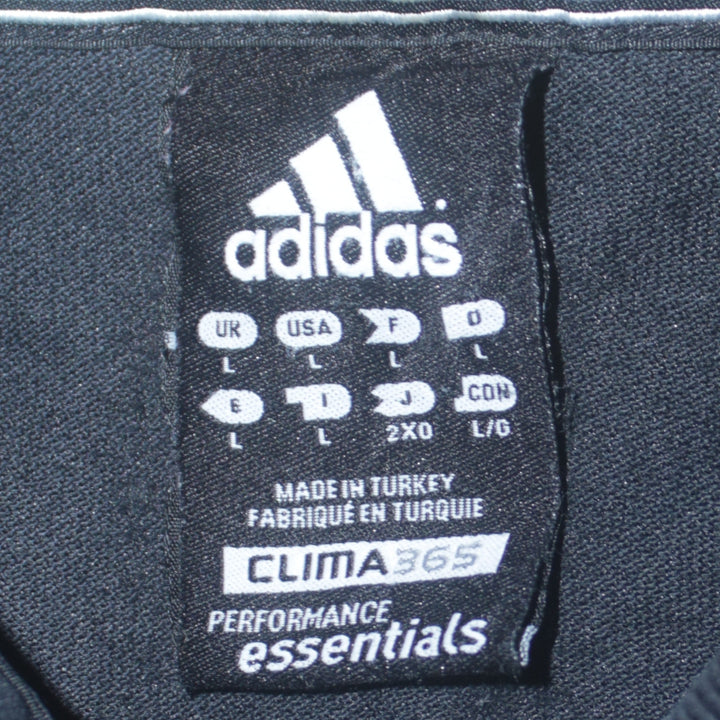 adidas
UK USA F D
L L L L
E I J CDN
L L 2XO L/G
MADE IN TURKEY
FABRIQUÉ EN TURQUIE
CLIMA365
PERFORMANCE
essentials